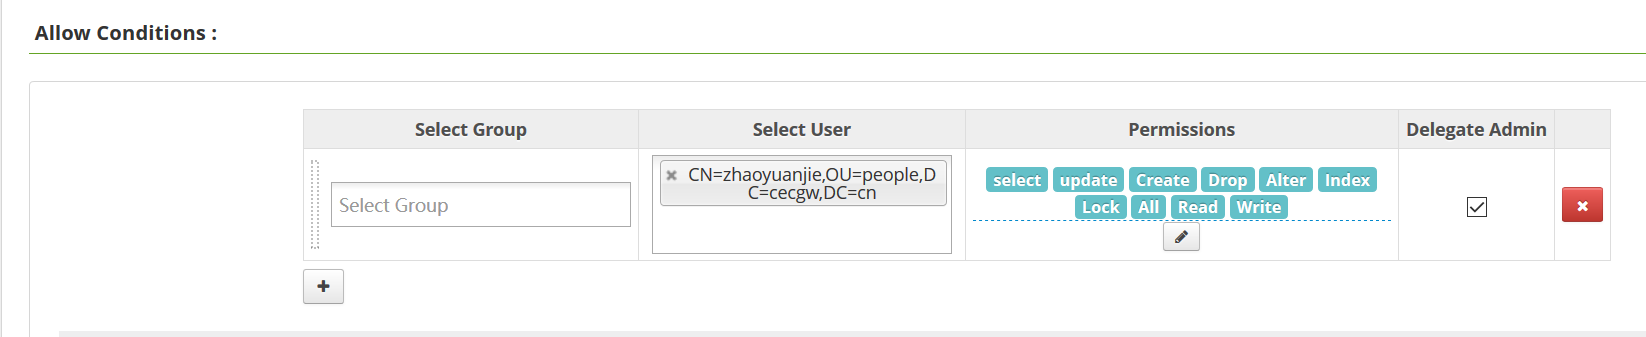 Allow Conditions :
Select Group Select User Permissions Delegate Admin
Select Group
CN=zhaoyuanjie,OU=people,D
C=cecgw,DC=cn
select update Create Drop Alter Index
Lock All Read Write